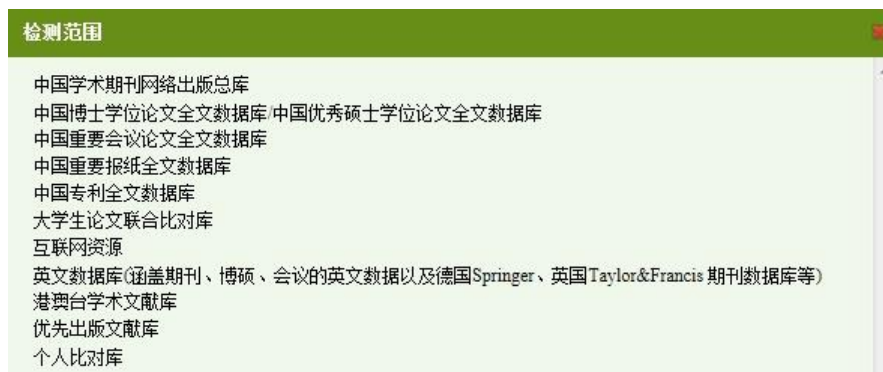 检测范围
中国学术期刊网络出版总库
中国博士学位论文全文数据库/中国优秀硕士学位论文全文数据库
中国重要会议论文全文数据库
中国重要报纸全文数据库
中国专利全文数据库
大学生论文联合比对库
互联网资源
英文数据库(涵盖期刊、博硕、会议的英文数据以及德国Springer、英国Taylor&Francis 期刊数据库等)
港澳台学术文献库
优先出版文献库
个人比对库